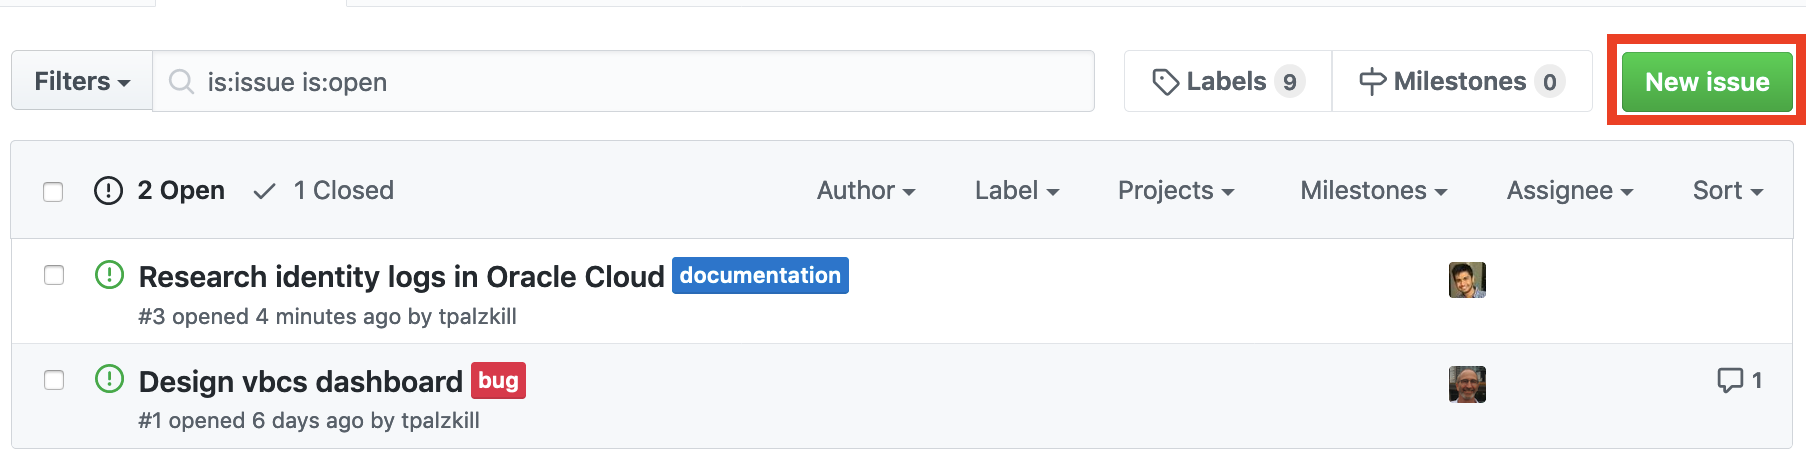 Filters is:issue is:open Labels 9 Milestones 0 New issue
2 Open 1 Closed Author Label Projects Milestones Assignee Sort
Research identity logs in Oracle Cloud documentation
#3 opened 4 minutes ago by tpalzkill
Design vbcs dashboard bug 1
#1 opened 6 days ago by tpalzkill